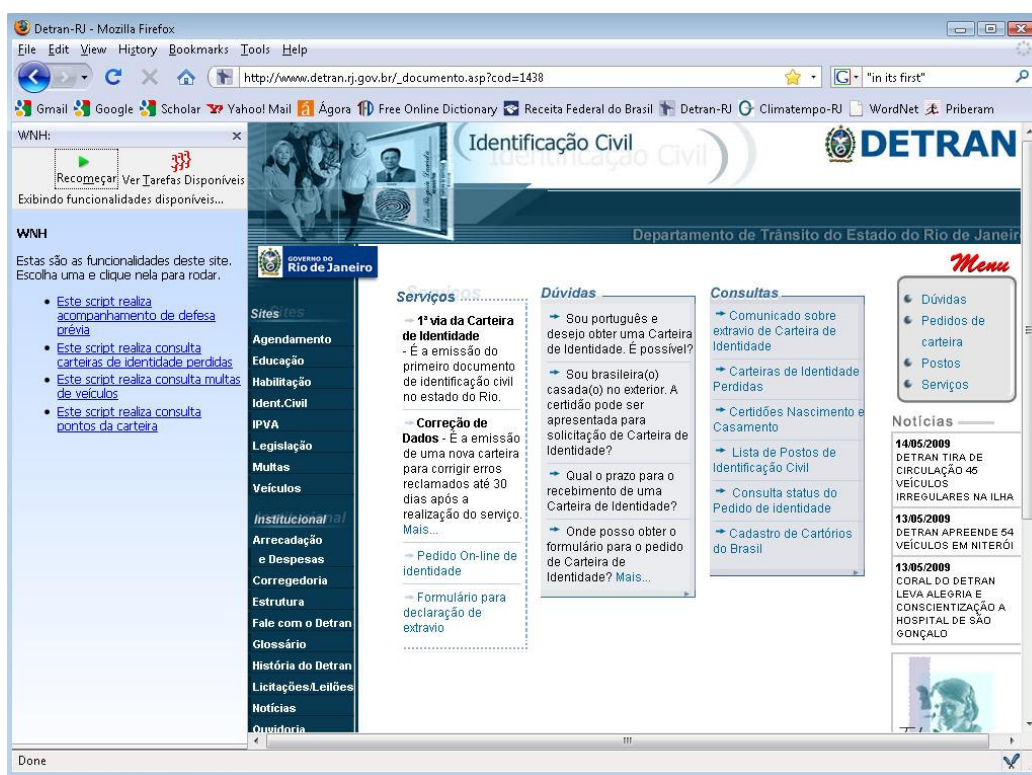 Detran-RJ - Mozilla Firefox
File Edit View History Bookmarks Tools Help
http://www.detran.rj.gov.br/_documento.asp?cod=1438
"in its first"
Gmail Google Scholar Yahoo! Mail Ágora Free Online Dictionary Receita Federal do Brasil Detran-RJ Climatempo-RJ WordNet Priberam
WNH:
Recomeçar Ver Tarefas Disponíveis
Exibindo funcionalidades disponíveis...
WNH
Estas são as funcionalidades deste site.
Escolha uma e clique nela para rodar.
Este script realiza
acompanhamento de defesa
prévia
Este script realiza consulta
carteiras de identidade perdidas
Este script realiza consulta multas
de veículos
Este script realiza consulta
pontos da carteira
Identificação Civil
DETRAN
Departamento de Trânsito do Estado do Rio de Janeir
GOVERNO DO
Rio de Janeiro
Sites
Agendamento
Educação
Habilitação
Ident.Civil
IPVA
Legislação
Multas
Veículos
Institucional
Arrecadação
e Despesas
Corregedoria
Estrutura
Fale com o Detran
Glossário
História do Detran
Licitações/Leilões
Notícias
Ouvidoria
Serviços
1ª via da Carteira
de Identidade
- É a emissão do
primeiro documento
de identificação civil
no estado do Rio.
Correção de
Dados - É a emissão
de uma nova carteira
para corrigir erros
reclamados até 30
dias após a
realização do serviço.
Mais...
Pedido On-line de
identidade
Formulário para
declaração de
extravio
Dúvidas
Sou português e
desejo obter uma Carteira
de Identidade. É possível?
Sou brasileira(o)
casada(o) no exterior. A
certidão pode ser
apresentada para
solicitação de Carteira de
Identidade?
Qual o prazo para o
recebimento de uma
Carteira de Identidade?
Onde posso obter o
formulário para o pedido
de Carteira de
Identidade? Mais...
Consultas
Comunicado sobre
extravio de Carteira de
Identidade
Carteiras de Identidade
Perdidas
Certidões Nascimento e
Casamento
Lista de Postos de
Identificação Civil
Consulta status do
Pedido de identidade
Cadastro de Cartórios
do Brasil
Menu
Dúvidas
Pedidos de
carteira
Postos
Serviços
Notícias
14/05/2009
DETRAN TIRA DE
CIRCULAÇÃO 45
VEÍCULOS
IRREGULARES NA ILHA
13/05/2009
DETRAN APREENDE 54
VEÍCULOS EM NITERÓI
13/05/2009
CORAL DO DETRAN
LEVA ALEGRIA E
CONSCIENTIZAÇÃO A
HOSPITAL DE SÃO
GONÇALO
Done